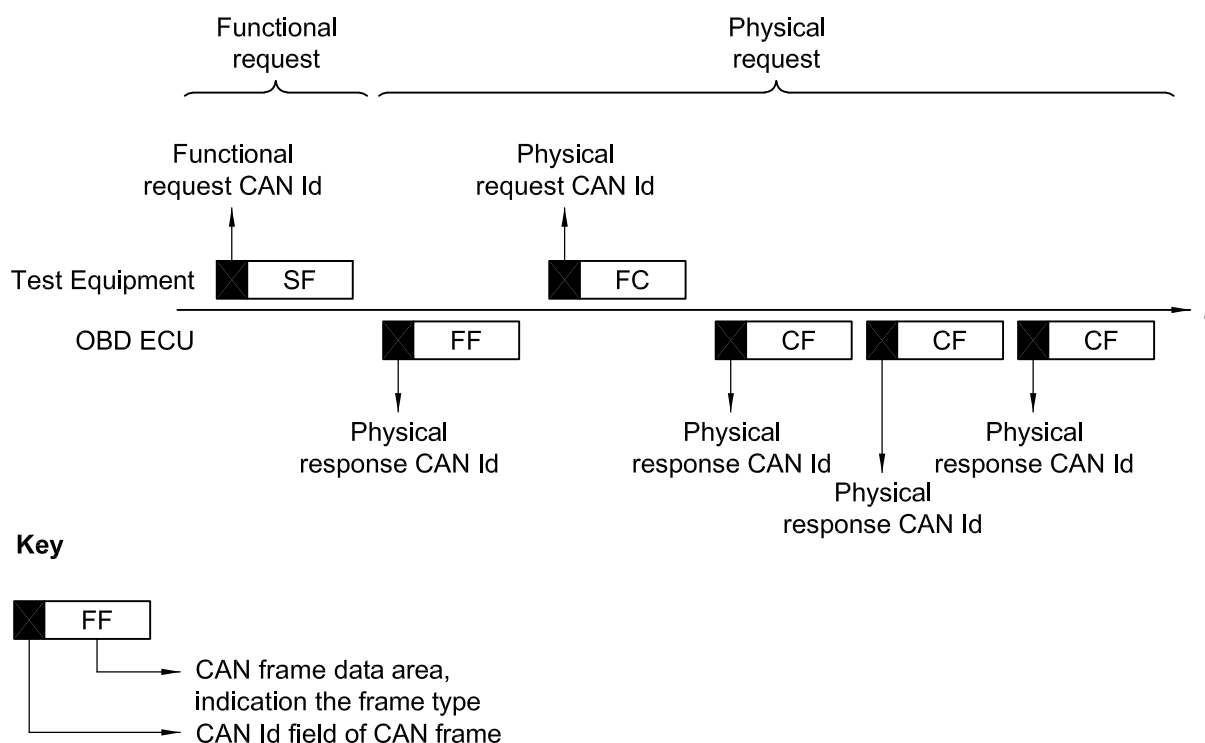 Functional
request
Physical
request
Functional
request CAN Id
Physical
request CAN Id
Test Equipment
SF
FC
OBD ECU
FF
CF
CF
CF
Physical
response CAN Id
Physical
response CAN Id
Physical
response CAN Id
Physical
response CAN Id
Key
FF
CAN frame data area,
indication the frame type
CAN Id field of CAN frame